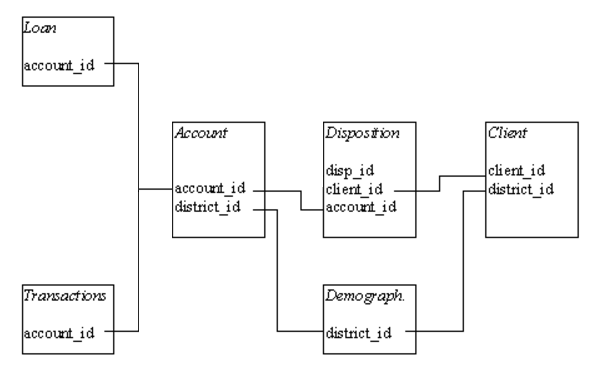 Loan
account_id
Account
account_id
district_id
Disposition
disp_id
client_id
account_id
Client
client_id
district_id
Transactions
account_id
Demograph.
district_id